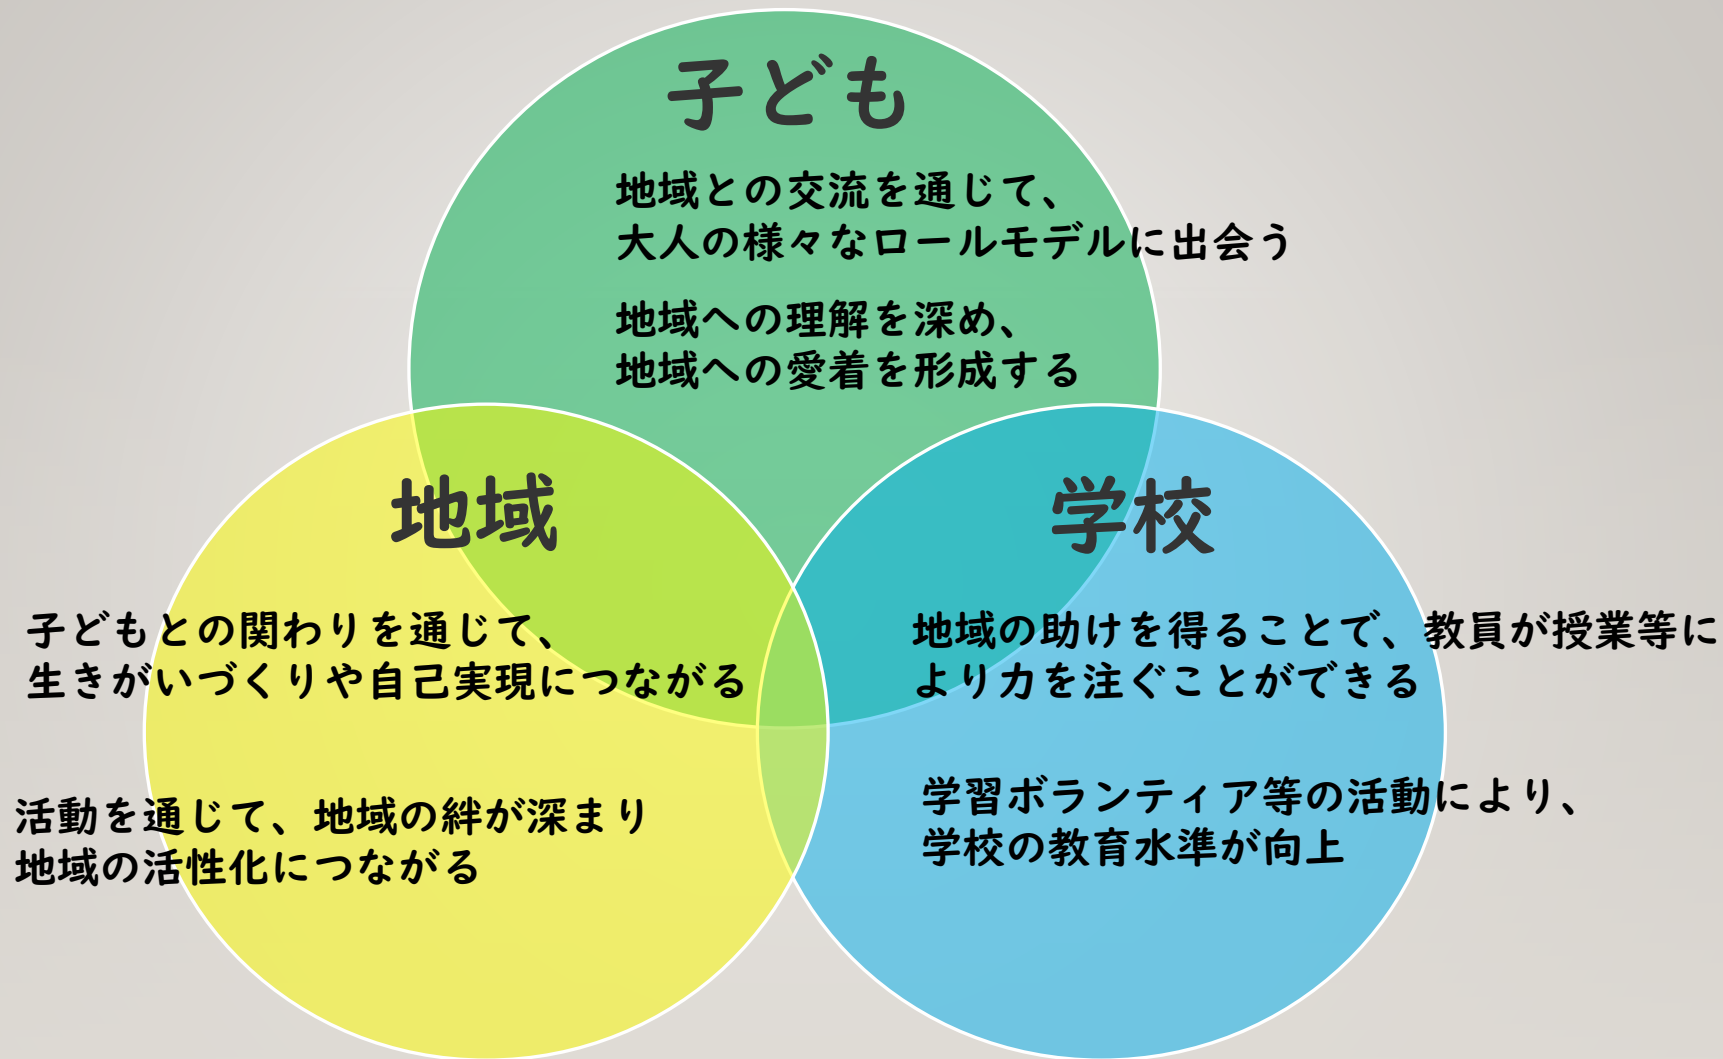 子ども
地域との交流を通じて、
大人の様々なロールモデルに出会う
地域への理解を深め、
地域への愛着を形成する
地域
子どもとの関わりを通じて、
生きがいづくりや自己実現につながる
活動を通じて、地域の絆が深まり
地域の活性化につながる
学校
地域の助けを得ることで、教員が授業等に
より力を注ぐことができる
学習ボランティア等の活動により、
学校の教育水準が向上